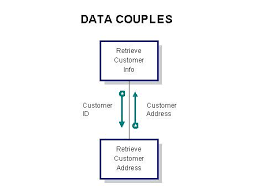 DATA COUPLES
Retrieve
Customer
Info
Customer
ID
Customer
Address
Retrieve
Customer
Address